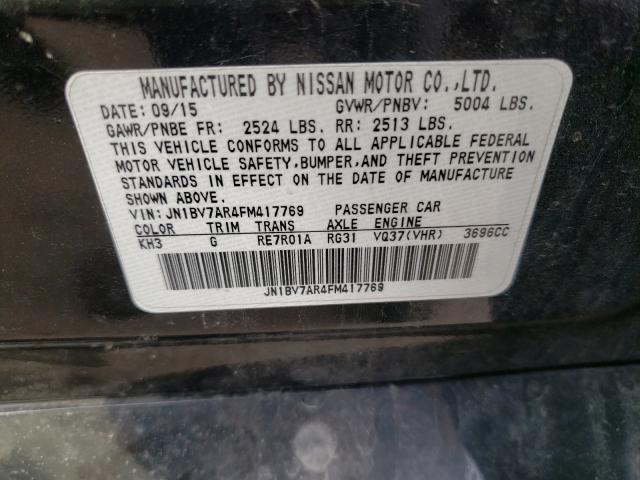 MANUFACTURED BY NISSAN MOTOR CO.,LTD.
DATE: 09/15 GVWR/PNBV: 5004 LBS.
GAWR/PNBE FR: 2524 LBS. RR: 2513 LBS.
THIS VEHICLE CONFORMS TO ALL APPLICABLE FEDERAL
MOTOR VEHICLE SAFETY,BUMPER,AND THEFT PREVENTION
STANDARDS IN EFFECT ON THE DATE OF MANUFACTURE
SHOWN ABOVE.
VIN: JN1BV7AR4FM417769 PASSENGER CAR
COLOR TRIM TRANS AXLE ENGINE
KH3 G RE7R01A RG31 VQ37(VHR) 3696CC
JN1BV7AR4FM417769